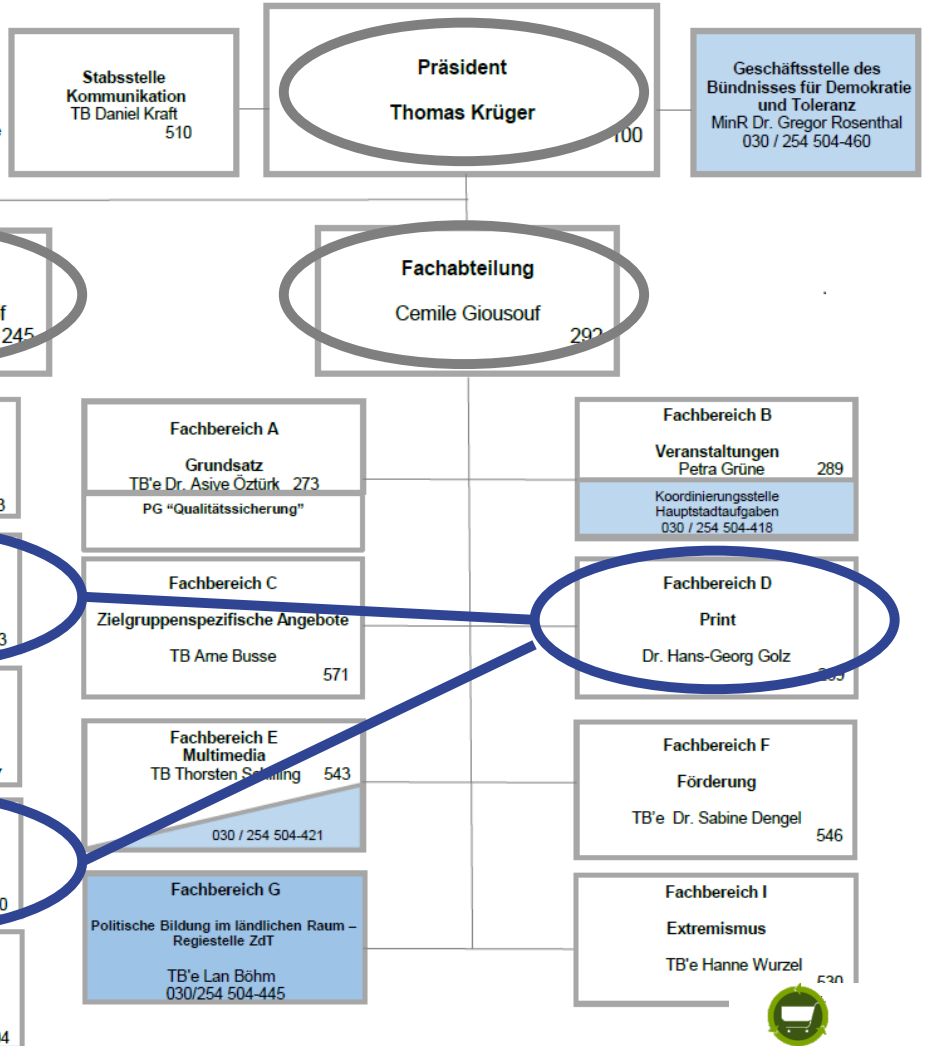 Stabsstelle
Kommunikation
TB Daniel Kraft
510
Präsident
Thomas Krüger
100
Geschäftsstelle des
Bündnisses für Demokratie
und Toleranz
MinR Dr. Gregor Rosenthal
030 / 254 504-460
f
245
Fachabteilung
Cemile Giousouf
292
Fachbereich A
Grundsatz
TB'e Dr. Asiye Öztürk 273
PG "Qualitätssicherung"
Fachbereich B
Veranstaltungen
Petra Grüne 289
Koordinierungsstelle
Hauptstadtaufgaben
030 / 254 504-418
3
Fachbereich C
Zielgruppenspezifische Angebote
TB Arne Busse
571
Fachbereich D
Print
Dr. Hans-Georg Golz
3
Fachbereich E
Multimedia
TB Thorsten Schilling 543
030 / 254 504-421
Fachbereich F
Förderung
TB'e Dr. Sabine Dengel
546
0
Fachbereich G
Politische Bildung im ländlichen Raum –
Regiestelle ZdT
TB'e Lan Böhm
030/254 504-445
Fachbereich I
Extremismus
TB'e Hanne Wurzel
530
4